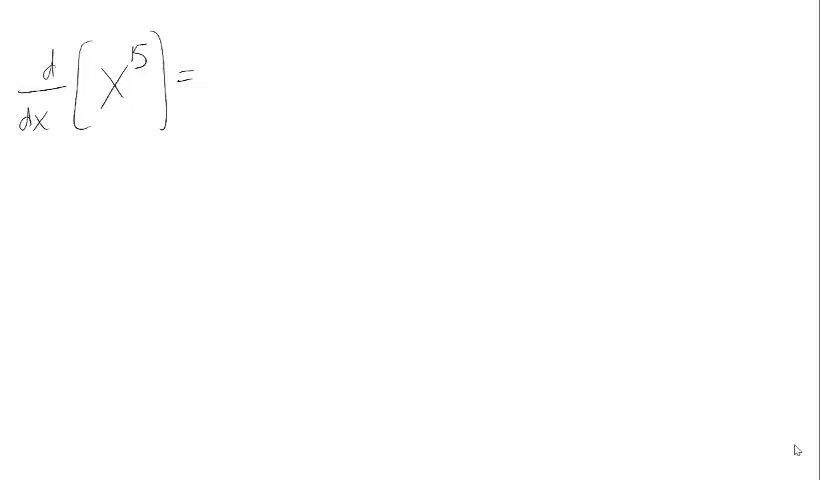 d/dx [x^15] =